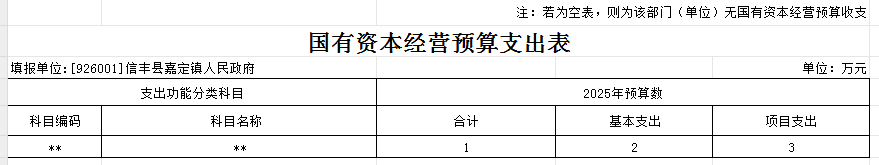 注：若为空表，则为该部门（单位）无国有资本经营预算收支
国有资本经营预算支出表
填报单位:[926001]信丰县嘉定镇人民政府 单位：万元
支出功能分类科目 2025年预算数
科目编码 科目名称 合计 基本支出 项目支出
** ** 1 2 3